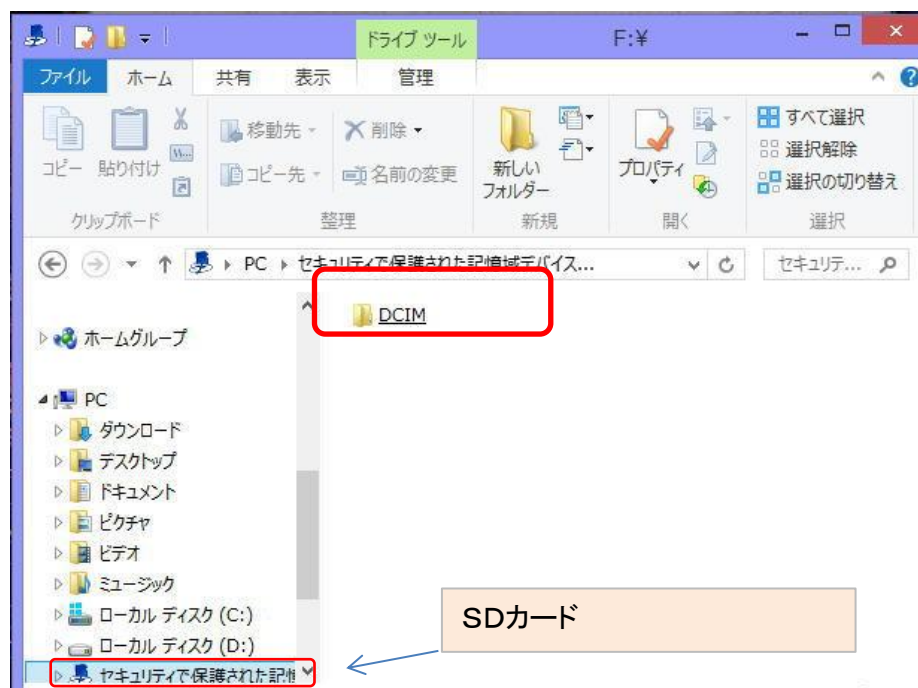 ドライブ ツール
F:¥
ファイル ホーム 共有 表示 管理
コピー 貼り付け 移動先 削除 新しい フォルダー プロパティ すべて選択
コピー先 名前の変更 選択解除
選択の切り替え
クリップボード 整理 新規 開く 選択
PC セキュリティで保護された記憶域デバイス... セキュリテ...
DCIM
ホームグループ
PC
ダウンロード
デスクトップ
ドキュメント
ピクチャ
ビデオ
ミュージック
ローカル ディスク (C:)
ローカル ディスク (D:)
セキュリティで保護された記憶
SDカード